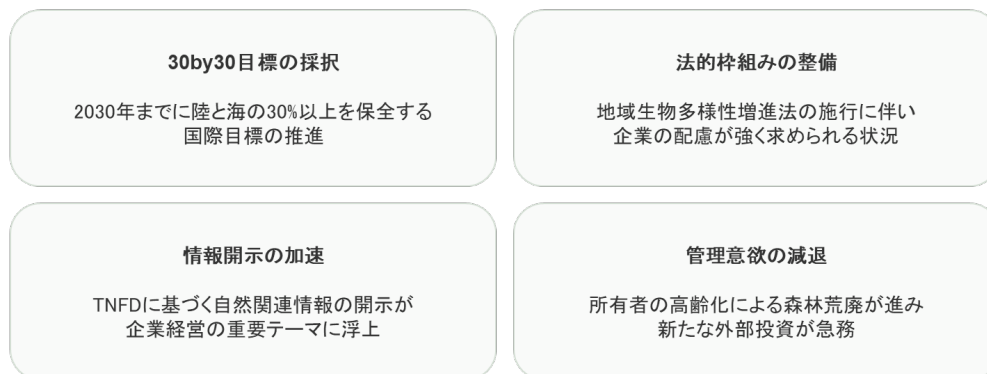 30by30目標の採択
2030年までに陸と海の30%以上を保全する
国際目標の推進
法的枠組みの整備
地域生物多様性増進法の施行に伴い
企業の配慮が強く求められる状況
情報開示の加速
TNFDに基づく自然関連情報の開示が
企業経営の重要テーマに浮上
管理意欲の減退
所有者の高齢化による森林荒廃が進み
新たな外部投資が急務